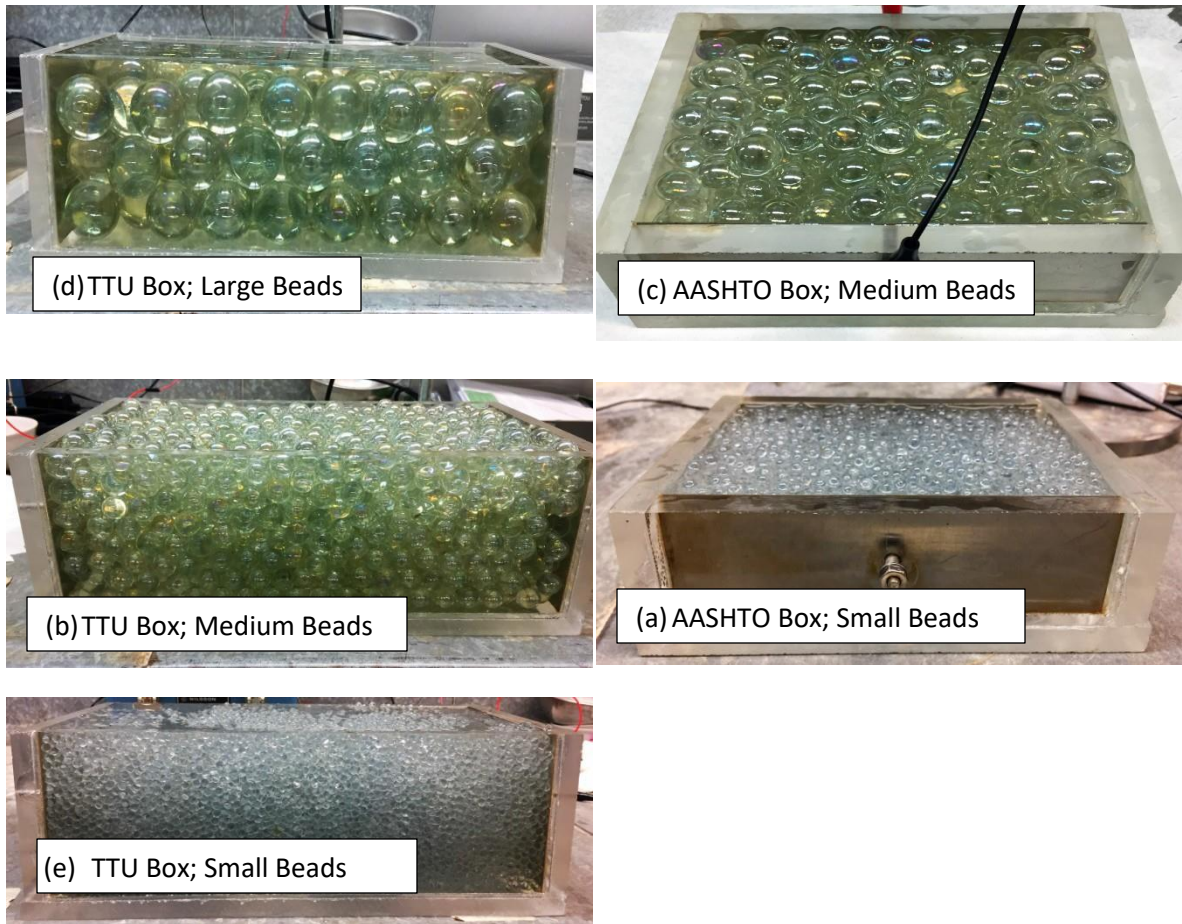 (d) TTU Box; Large Beads
(c) AASHTO Box; Medium Beads
(b) TTU Box; Medium Beads
(a) AASHTO Box; Small Beads
(e) TTU Box; Small Beads